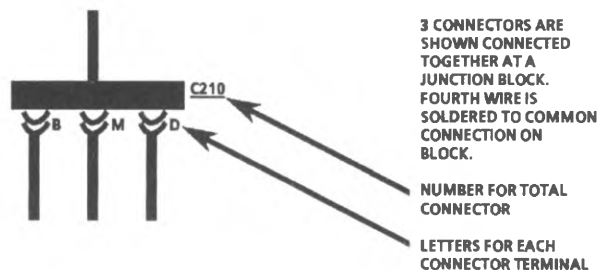 3 CONNECTORS ARE
SHOWN CONNECTED
TOGETHER AT A
JUNCTION BLOCK.
FOURTH WIRE IS
SOLDERED TO COMMON
CONNECTION ON
BLOCK.
C210
B M D
NUMBER FOR TOTAL
CONNECTOR
LETTERS FOR EACH
CONNECTOR TERMINAL